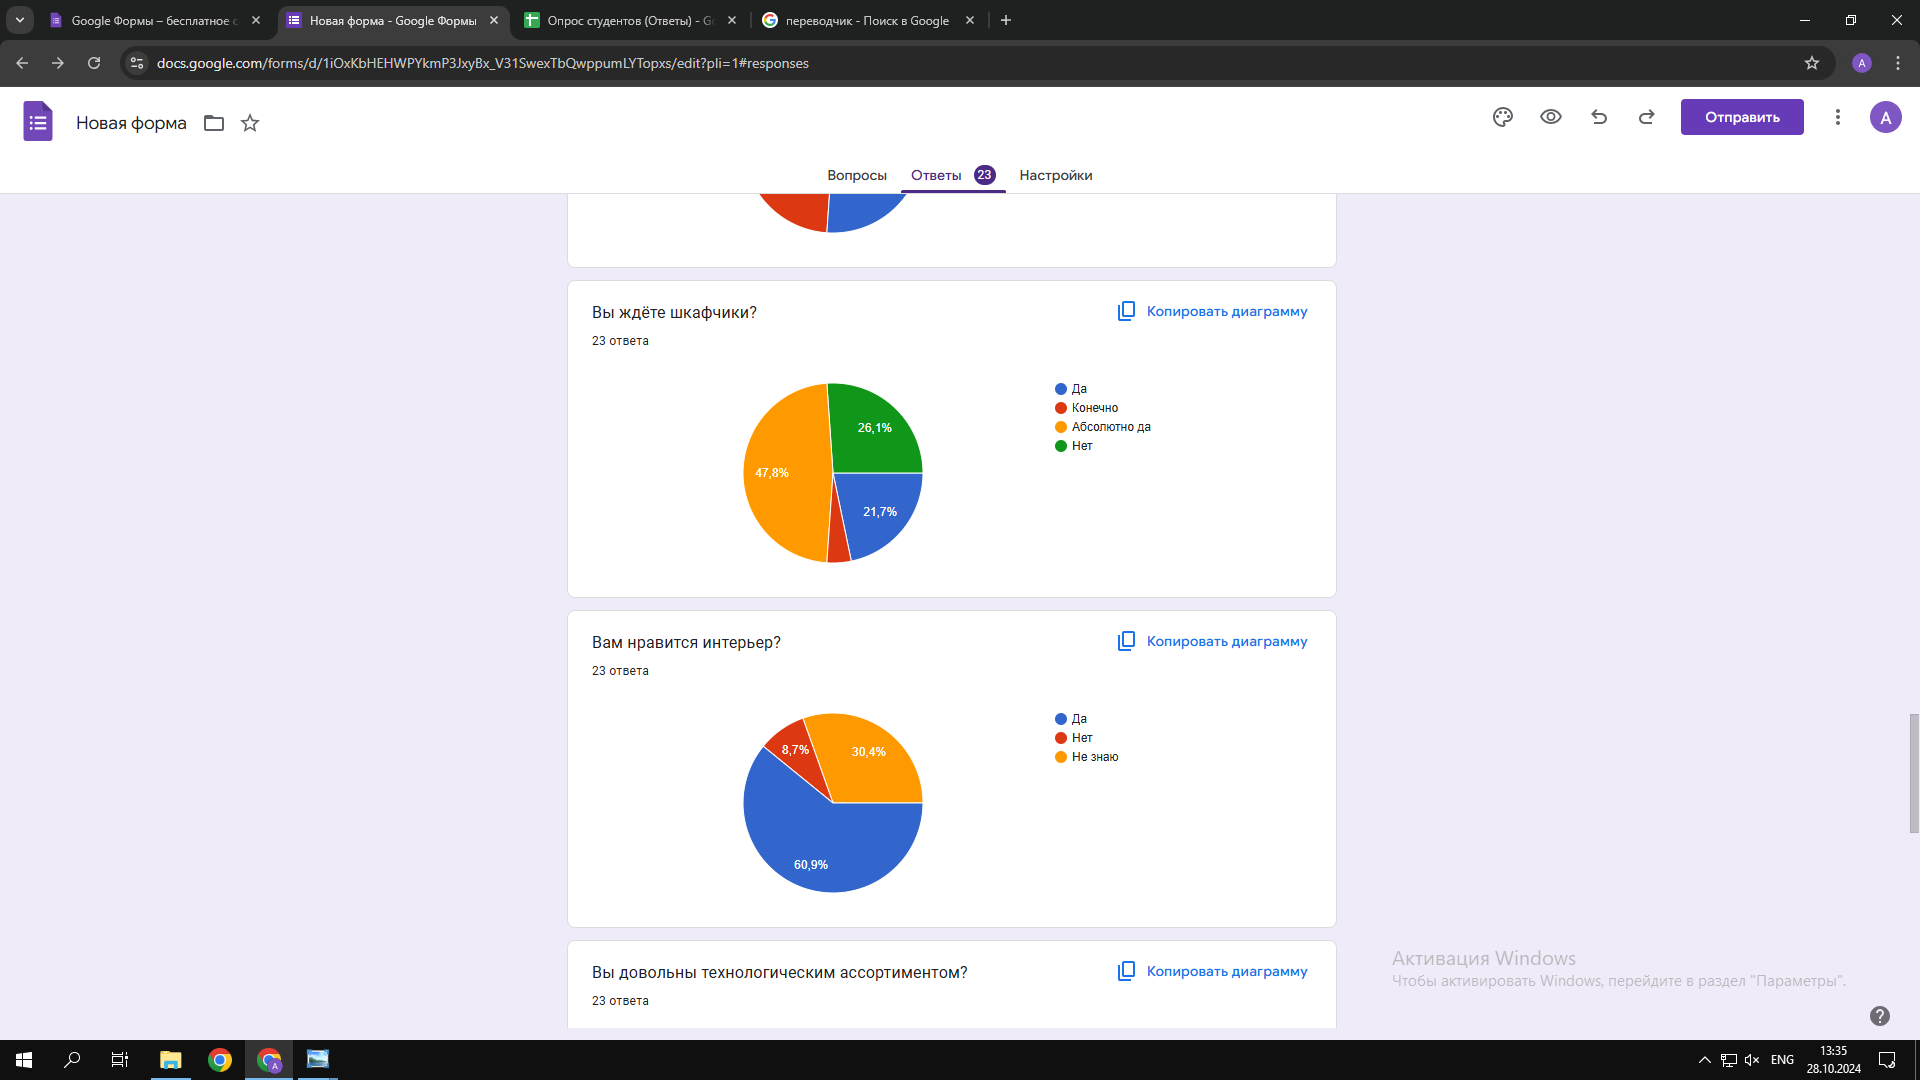 Google Формы – бесплатное с
Новая форма - Google Формы
Опрос студентов (Ответы) - Go
переводчик - Поиск в Google
docs.google.com/forms/d/1iOxKbHEHWPYkmP3JxyBx_V31SwexTbQwppumLYTopxs/edit?pli=1#responses
A
Новая форма
Отправить
A
Вопросы
Ответы 23
Настройки
Вы ждёте шкафчики?
Копировать диаграмму
23 ответа
26,1%
47,8%
21,7%
Да
Конечно
Абсолютно да
Нет
Вам нравится интерьер?
Копировать диаграмму
23 ответа
8,7%
30,4%
60,9%
Да
Нет
Не знаю
Вы довольны технологическим ассортиментом?
Копировать диаграмму
23 ответа
Активация Windows
Чтобы активировать Windows, перейдите в раздел "Параметры".
A
ENG
13:35
28.10.2024